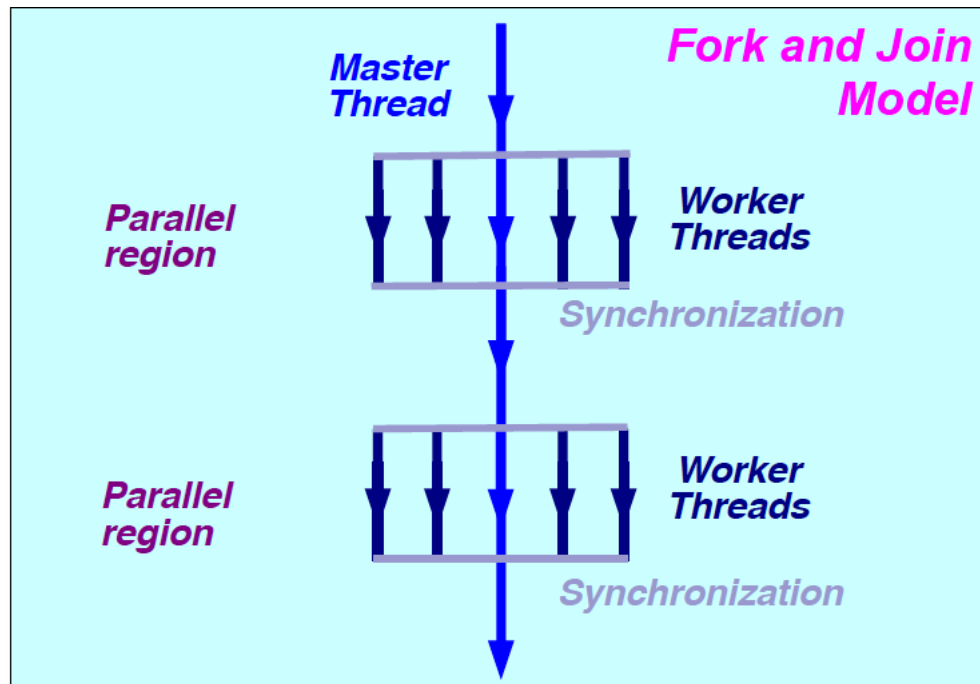 Fork and Join
Model
Master
Thread
Parallel
region
Worker
Threads
Synchronization
Parallel
region
Worker
Threads
Synchronization